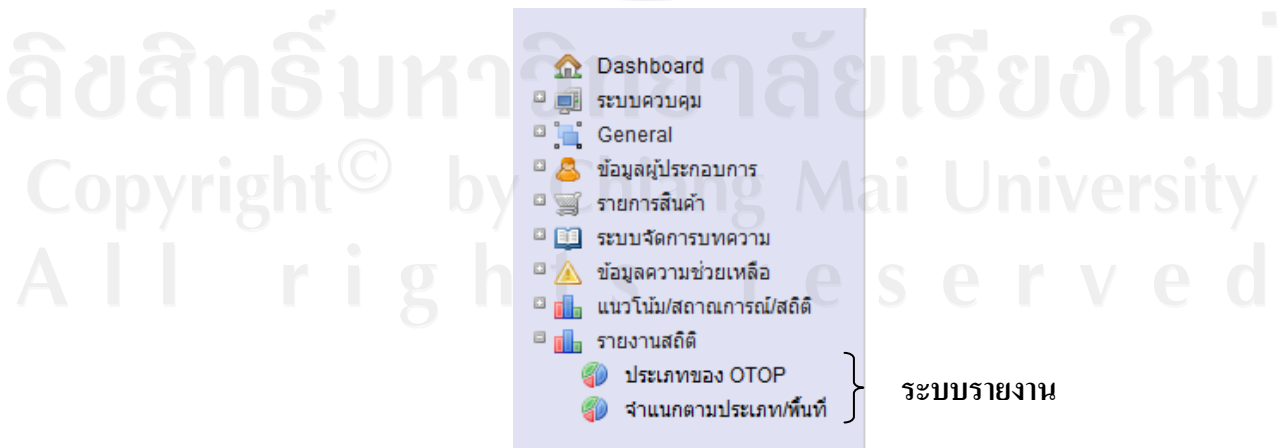 ลิขสิทธิ์มหาวิทยาลัยเชียงใหม่
Copyright© by Chiang Mai University
All rights reserved
Dashboard
ระบบควบคุม
General
ข้อมูลผู้ประกอบการ
รายการสินค้า
ระบบจัดการบทความ
ข้อมูลความช่วยเหลือ
แนวโน้ม/สถาณการณ์/สถิติ
รายงานสถิติ
ประเภทของ OTOP
จำแนกตามประเภท/พื้นที่
ระบบรายงาน